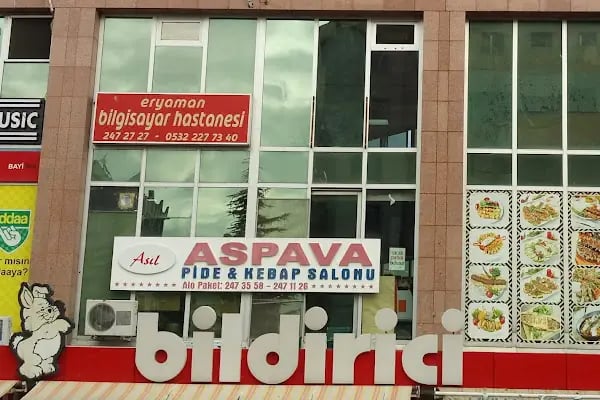 eryaman
bilgisayar hastanesi
247 27 27 - 0532 227 73 40
USIC
BAYİ
ddaa
Asıl
ASPAVA
PİDE & KEBAP SALONU
Alo Paket: 247 35 58 - 247 11 26
bildirici